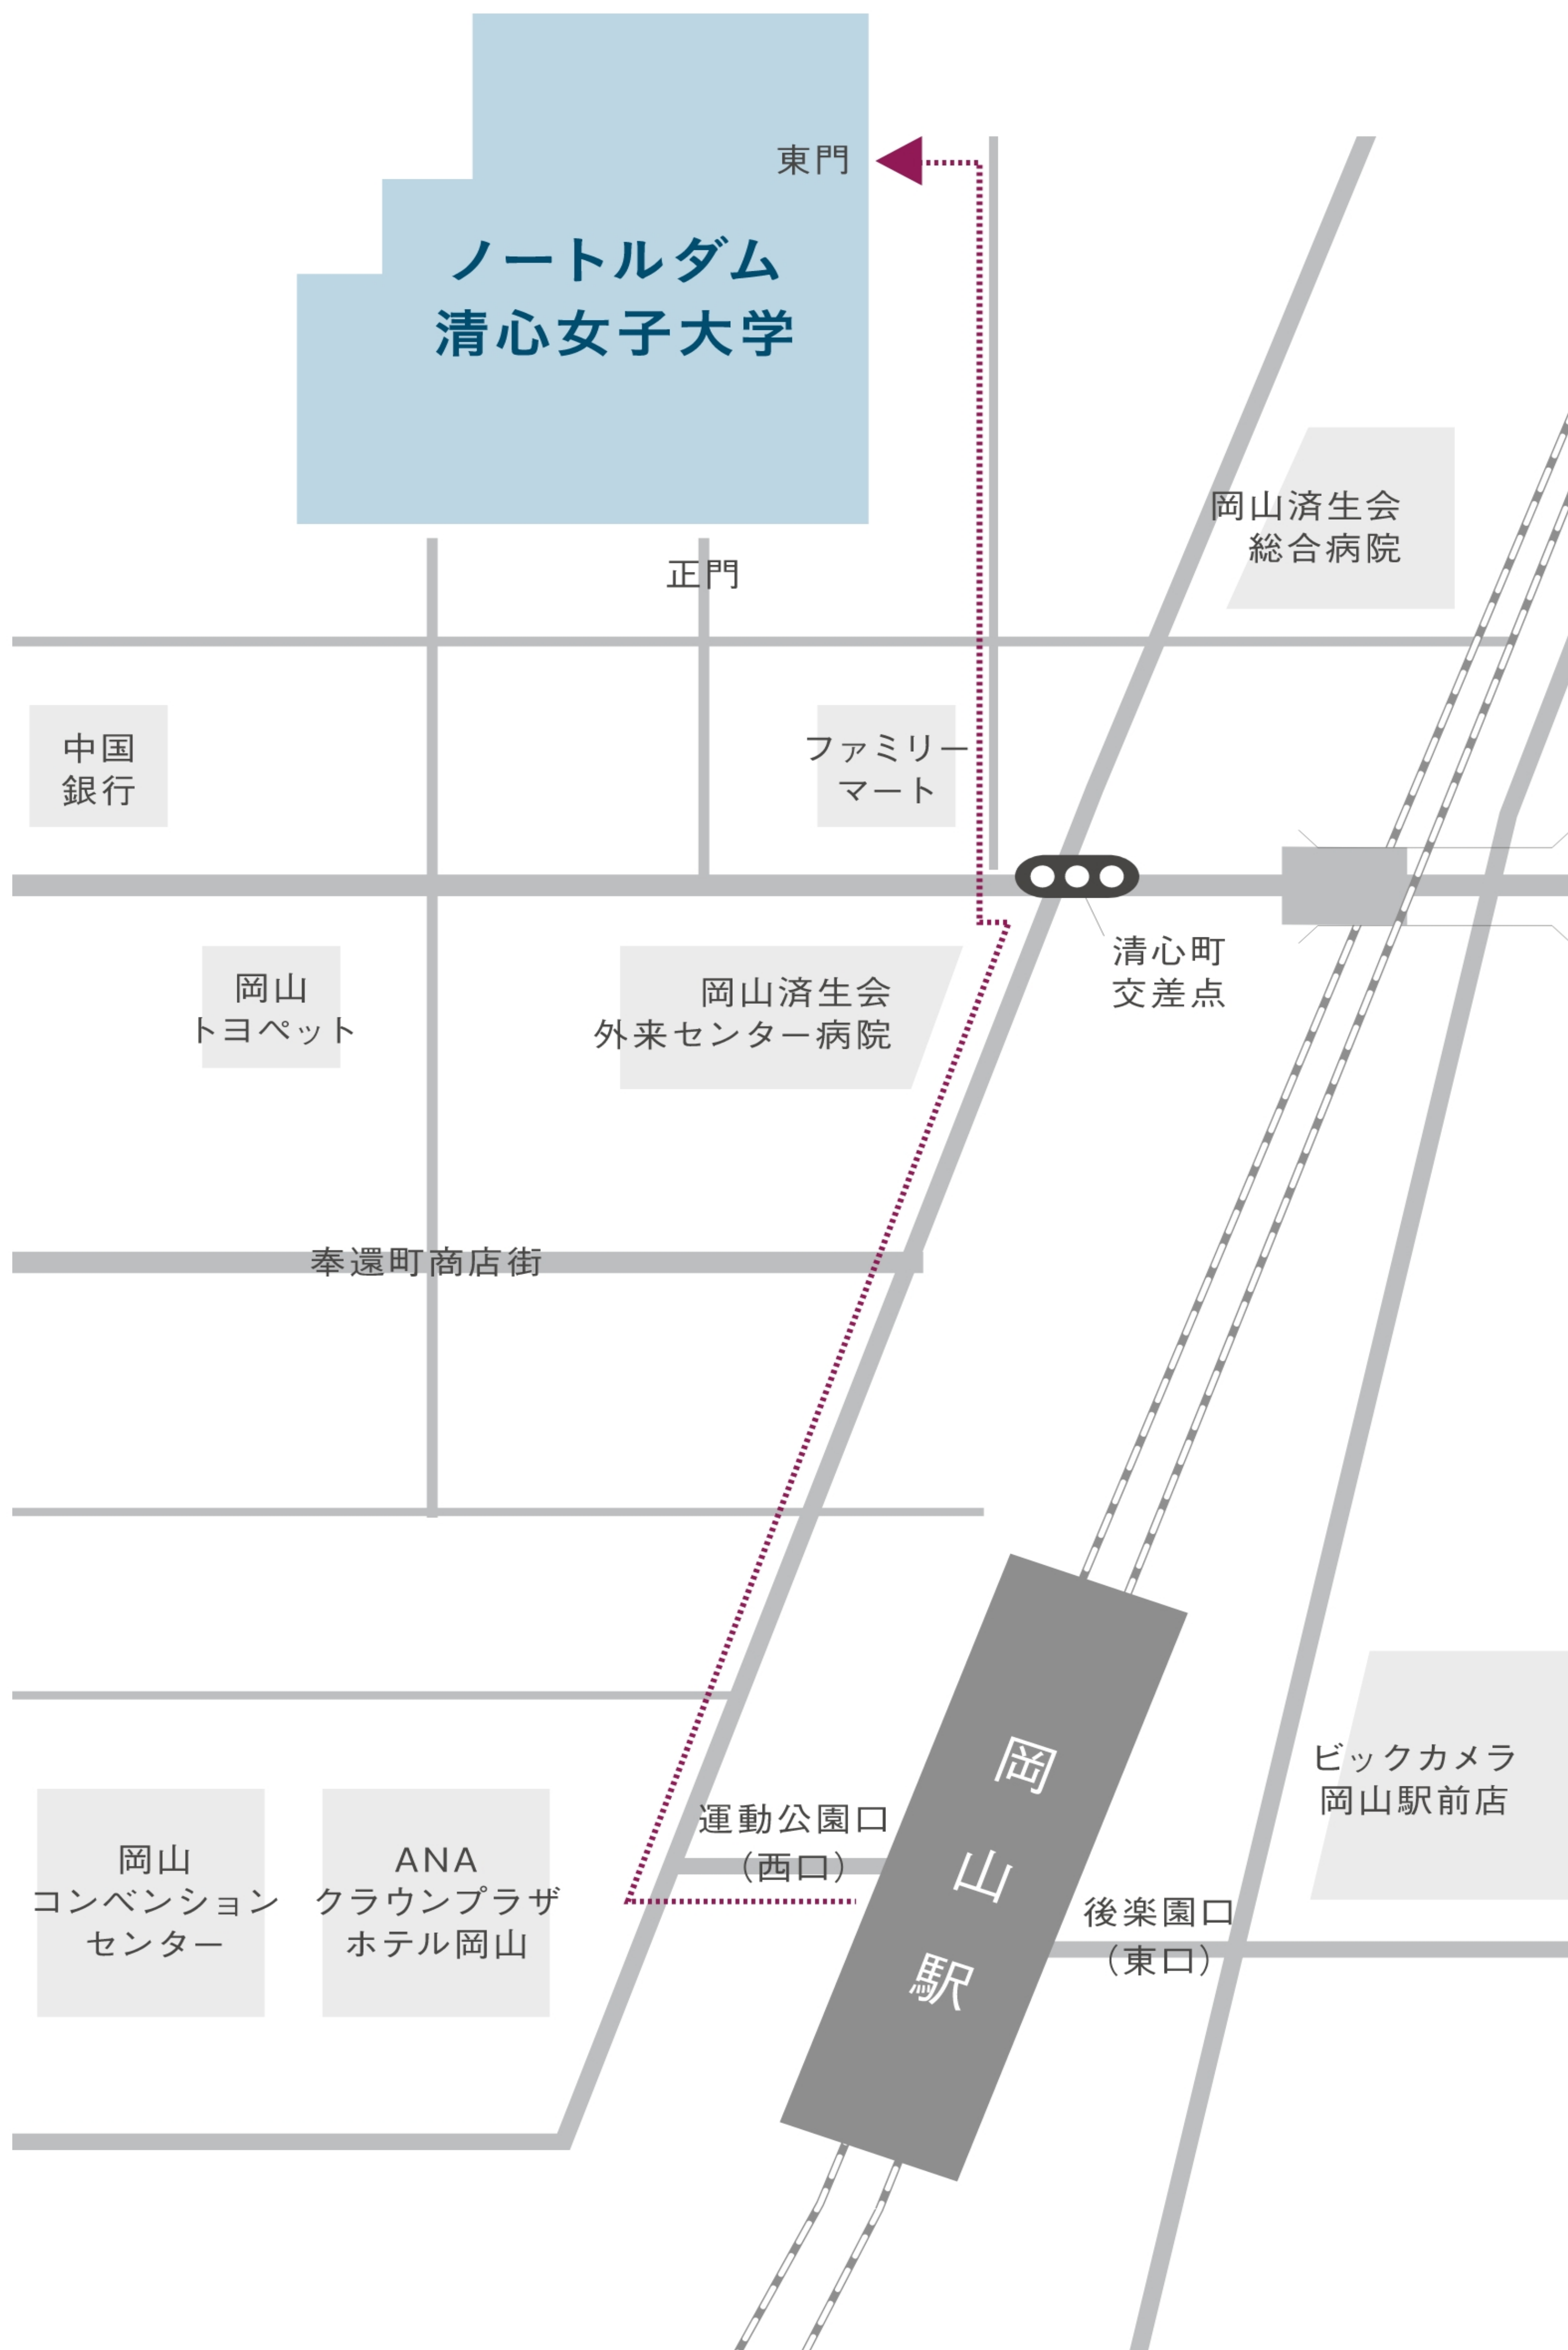 東門
ノートルダム
清心女子大学
岡山済生会
総合病院
正門
中国
銀行
ファミリー
マート
清心町
交差点
岡山
トヨペット
岡山済生会
外来センター病院
奉還町商店街
岡山駅
ビックカメラ
岡山駅前店
運動公園口
（西口）
岡山
コンベンション
センター
ANA
クラウンプラザ
ホテル岡山
後楽園口
（東口）